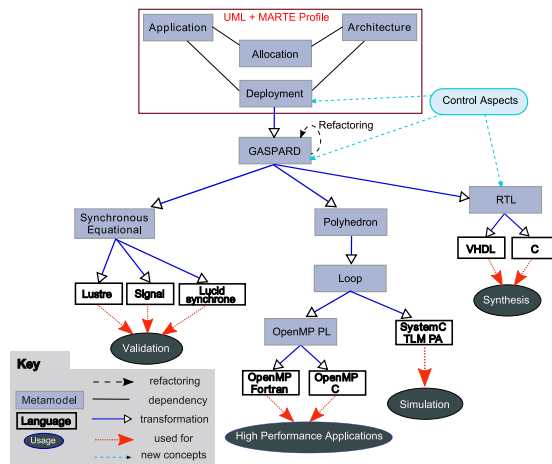 UML + MARTE Profile
Application
Architecture
Allocation
Deployment
Control Aspects
Refactoring
GASPARD
Synchronous
Equational
Polyhedron
RTL
VHDL
C
Loop
Lustre
Signal
Lucid
synchrone
Synthesis
OpenMP PL
SystemC
TLM PA
Validation
OpenMP
Fortran
OpenMP
C
Simulation
High Performance Applications
Key
refactoring
Metamodel
dependency
Language
transformation
Usage
used for
new concepts